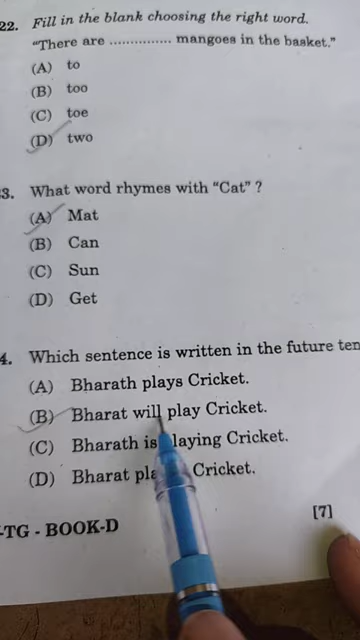 22. Fill in the blank choosing the right word.
"There are ............... mangoes in the basket."
(A) to
(B) too
(C) toe
(D) two
3. What word rhymes with "Cat" ?
(A) Mat
(B) Can
(C) Sun
(D) Get
4. Which sentence is written in the future ten
(A) Bharath plays Cricket.
(B) Bharat will play Cricket.
(C) Bharath is laying Cricket.
(D) Bharat pla Cricket.
-TG - BOOK-D
[7]